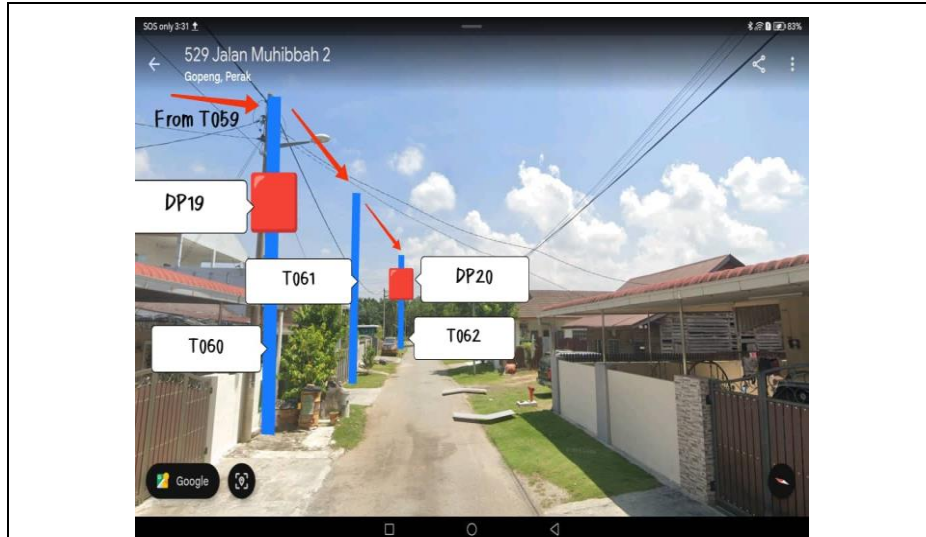 SOS only 3:31
83%
529 Jalan Muhibbah 2
Gopeng, Perak
From T059
DP19
T061
DP20
T060
T062
Google